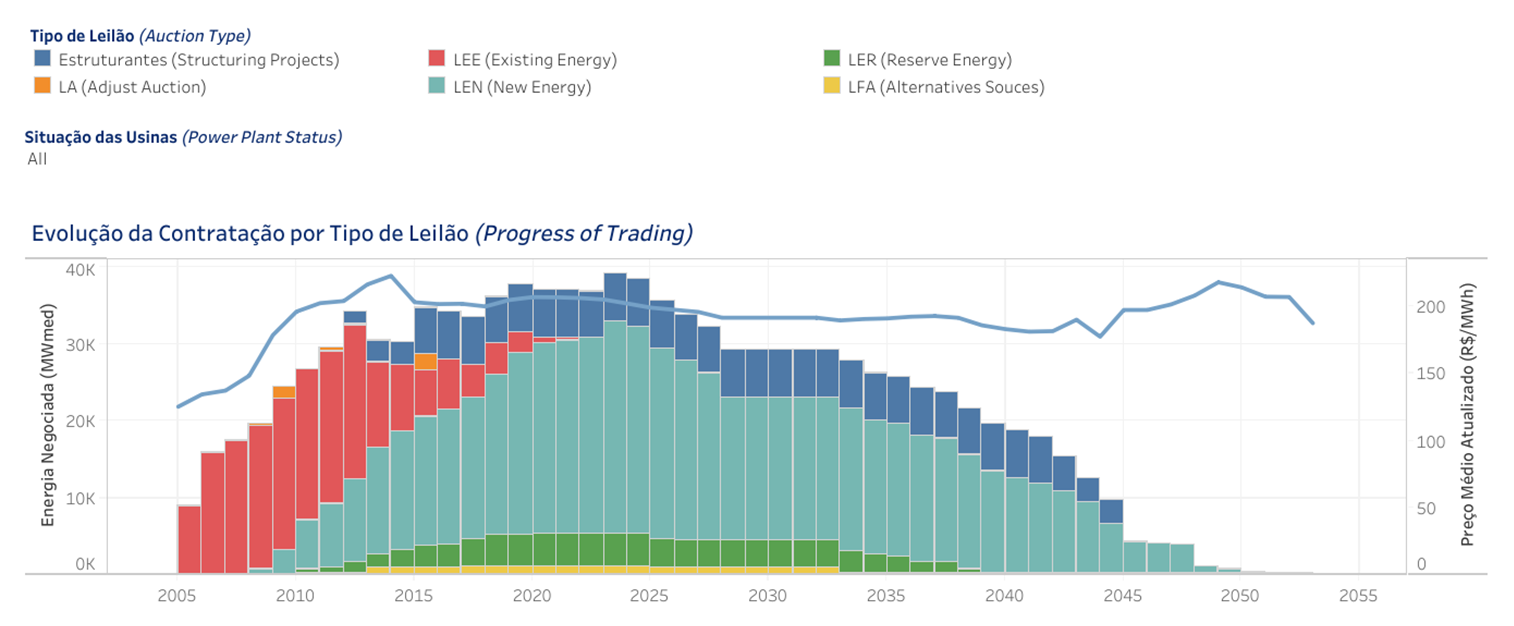 Tipo de Leilão (Auction Type)
Estruturantes (Structuring Projects) LEE (Existing Energy) LER (Reserve Energy)
LA (Adjust Auction) LEN (New Energy) LFA (Alternatives Souces)
Situação das Usinas (Power Plant Status)
All
Evolução da Contratação por Tipo de Leilão (Progress of Trading)
Energia Negociada (MWmed)
40K
30K
20K
10K
0K
200
150
100
50
0
Preço Médio Atualizado (R$/MWh)
2005 2010 2015 2020 2025 2030 2035 2040 2045 2050 2055